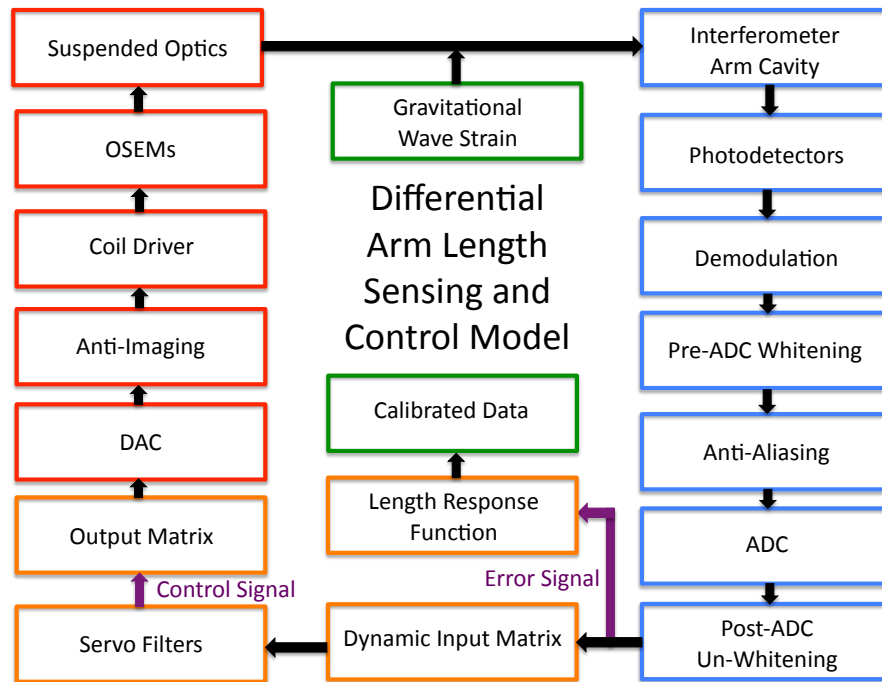 Suspended Optics
Interferometer
Arm Cavity
Gravitational
Wave Strain
OSEMs
Photodetectors
Differential
Arm Length
Sensing and
Control Model
Coil Driver
Demodulation
Anti-Imaging
Pre-ADC Whitening
Calibrated Data
DAC
Anti-Aliasing
Length Response
Function
Output Matrix
ADC
Control Signal
Error Signal
Servo Filters
Dynamic Input Matrix
Post-ADC
Un-Whitening